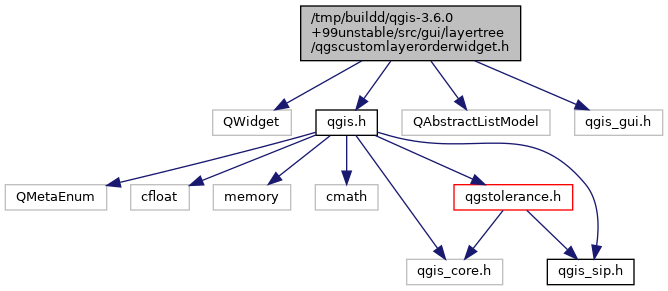 /tmp/buildd/qgis-3.6.0
+99unstable/src/gui/layertree
/qgscustomlayerorderwidget.h
QWidget
qgis.h
QAbstractListModel
qgis_gui.h
QMetaEnum
cfloat
memory
cmath
qgstolerance.h
qgis_core.h
qgis_sip.h